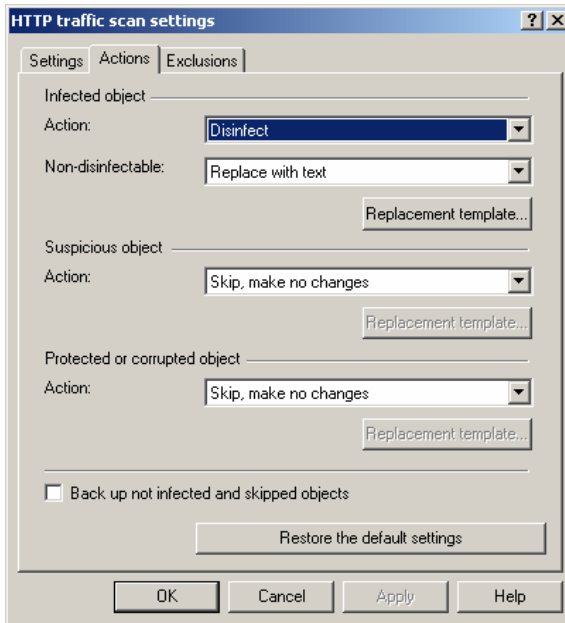 HTTP traffic scan settings
Settings Actions Exclusions
Infected object
Action: Disinfect
Non-disinfectable: Replace with text
Replacement template...
Suspicious object
Action: Skip, make no changes
Replacement template...
Protected or corrupted object
Action: Skip, make no changes
Replacement template...
Back up not infected and skipped objects
Restore the default settings
OK Cancel Apply Help